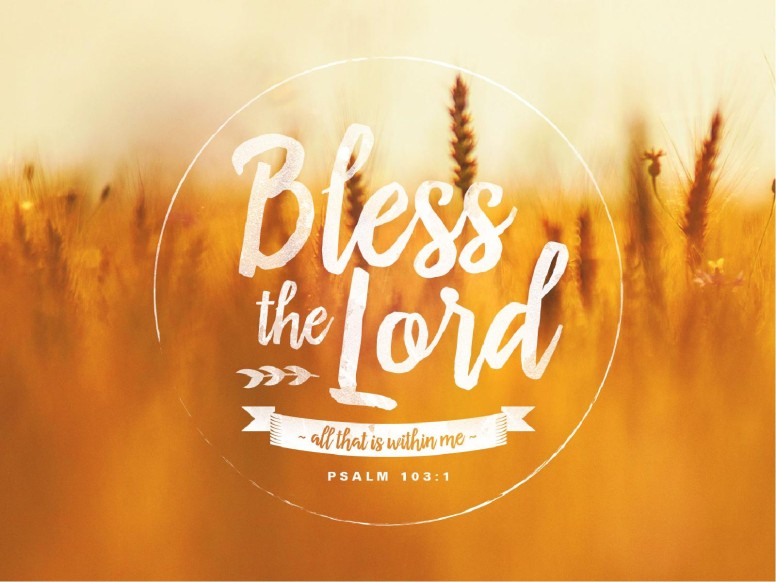 Bless
the Lord
~ all that is within me ~
PSALM 103:1